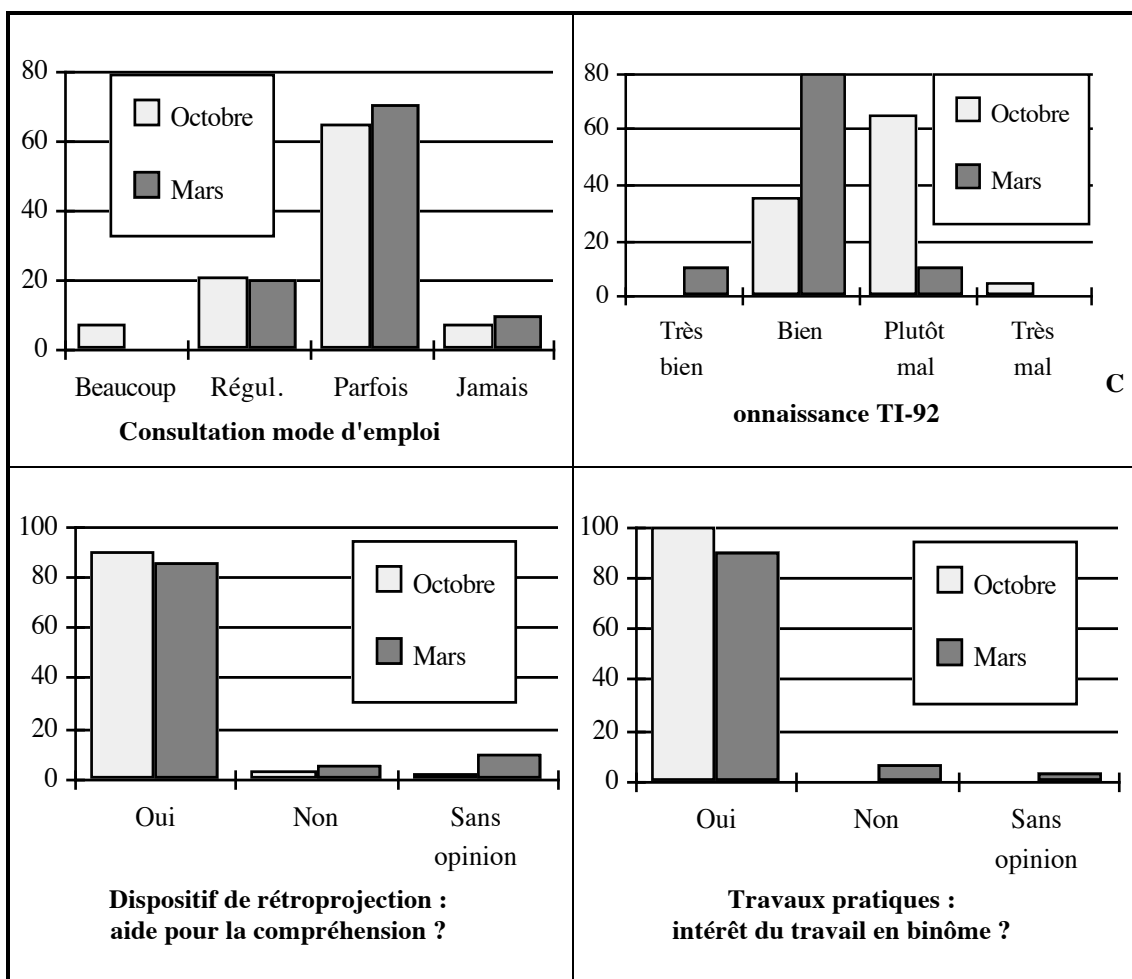 80
60
40
20
0
Octobre
Mars
Beaucoup Régul. Parfois Jamais
Consultation mode d'emploi
80
60
40
20
0
Octobre
Mars
Très bien
Bien
Plutôt mal
Très mal
C
onnaissance TI-92
100
80
60
40
20
0
Octobre
Mars
Oui Non Sans
opinion
Dispositif de rétroprojection :
aide pour la compréhension ?
100
80
60
40
20
0
Octobre
Mars
Oui Non Sans
opinion
Travaux pratiques :
intérêt du travail en binôme ?